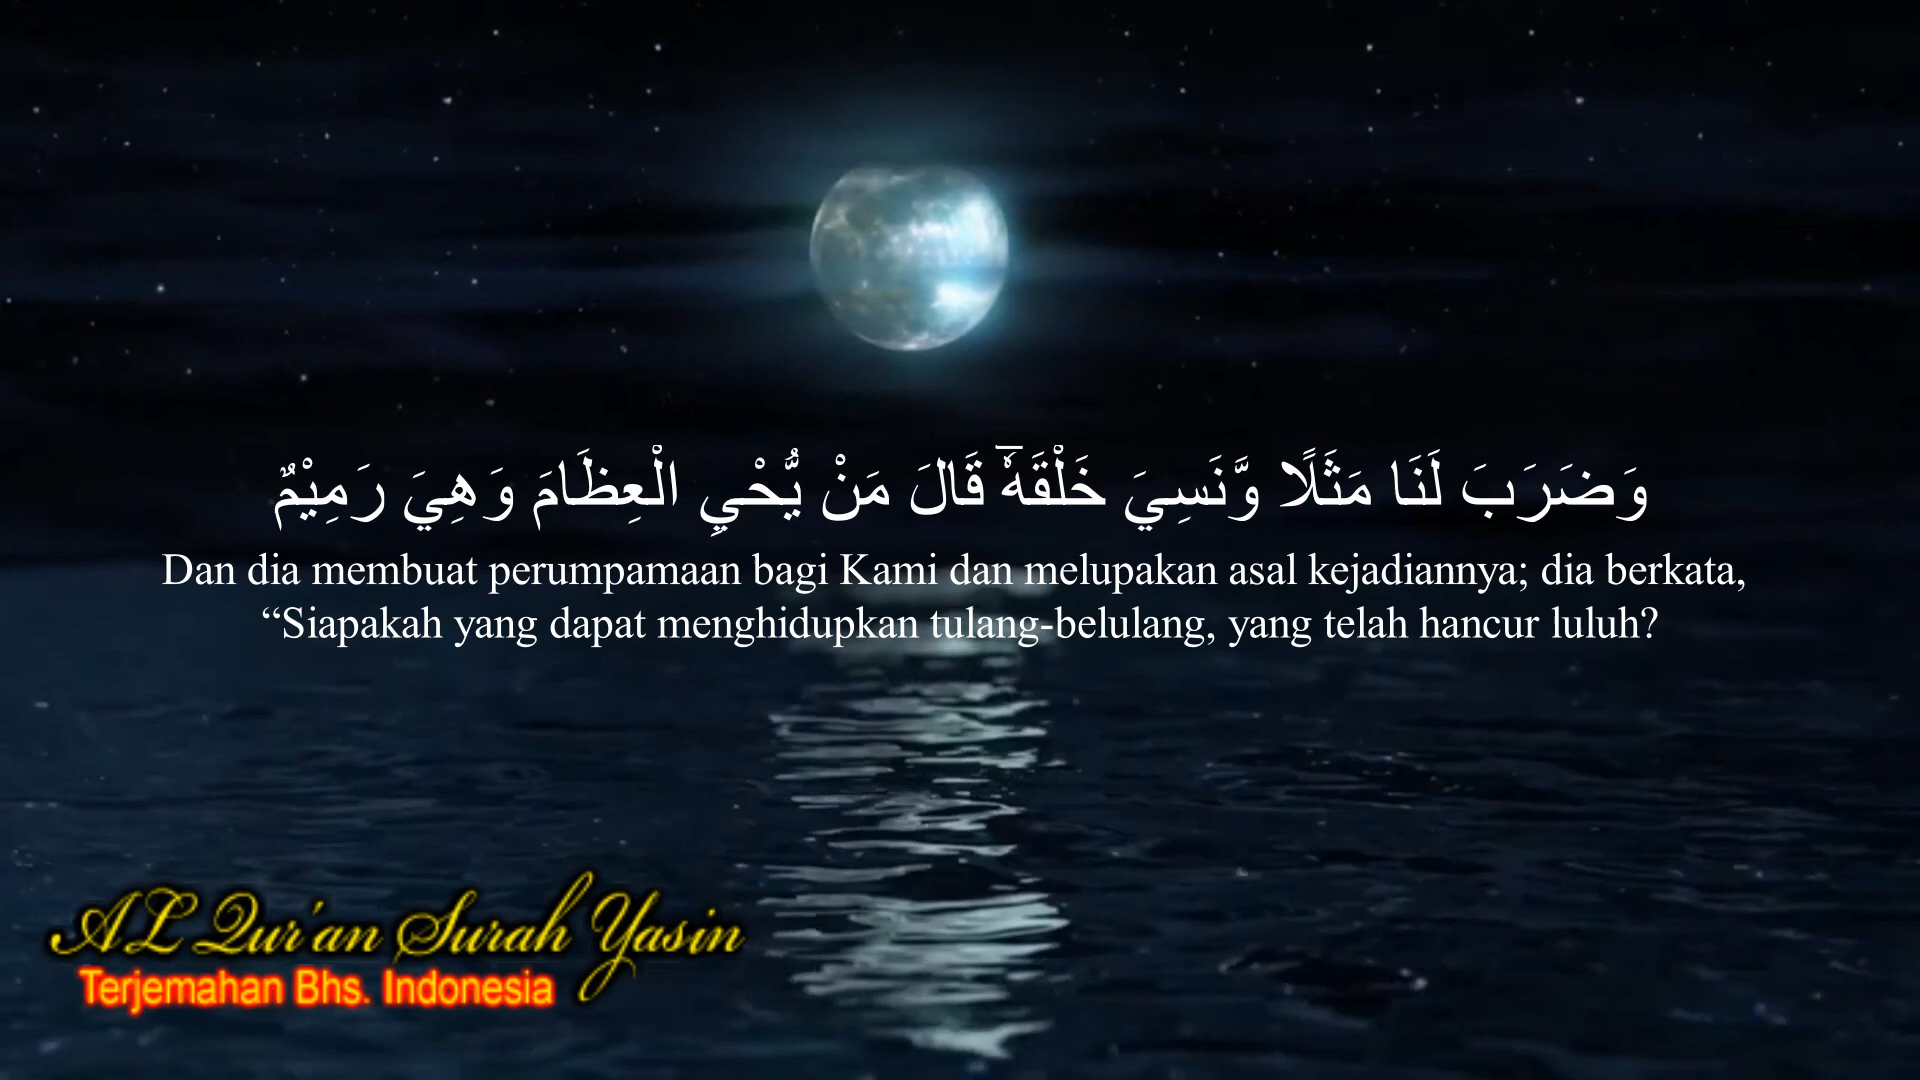 وَضَرَبَ لَنَا مَثَلًا وَّنَسِيَ خَلْقَهٗۗ قَالَ مَنْ يُّحْيِ الْعِظَامَ وَهِيَ رَمِيْمٌ
Dan dia membuat perumpamaan bagi Kami dan melupakan asal kejadiannya; dia berkata,
“Siapakah yang dapat menghidupkan tulang-belulang, yang telah hancur luluh?
AL Qur'an Surah Yasin
Terjemahan Bhs. Indonesia